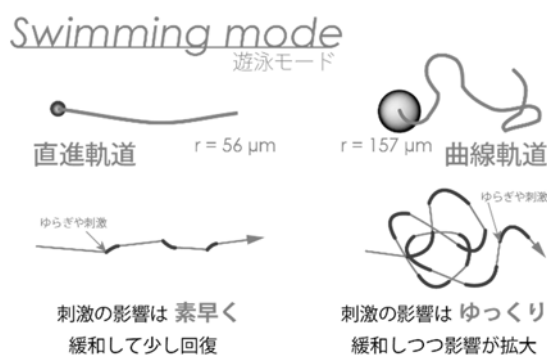 Swimming mode
遊泳モード
直進軌道
r = 56 μm
r = 157 μm
曲線軌道
ゆらぎや刺激
ゆらぎや刺激
刺激の影響は 素早く
緩和して少し回復
刺激の影響は ゆっくり
緩和しつつ影響が拡大